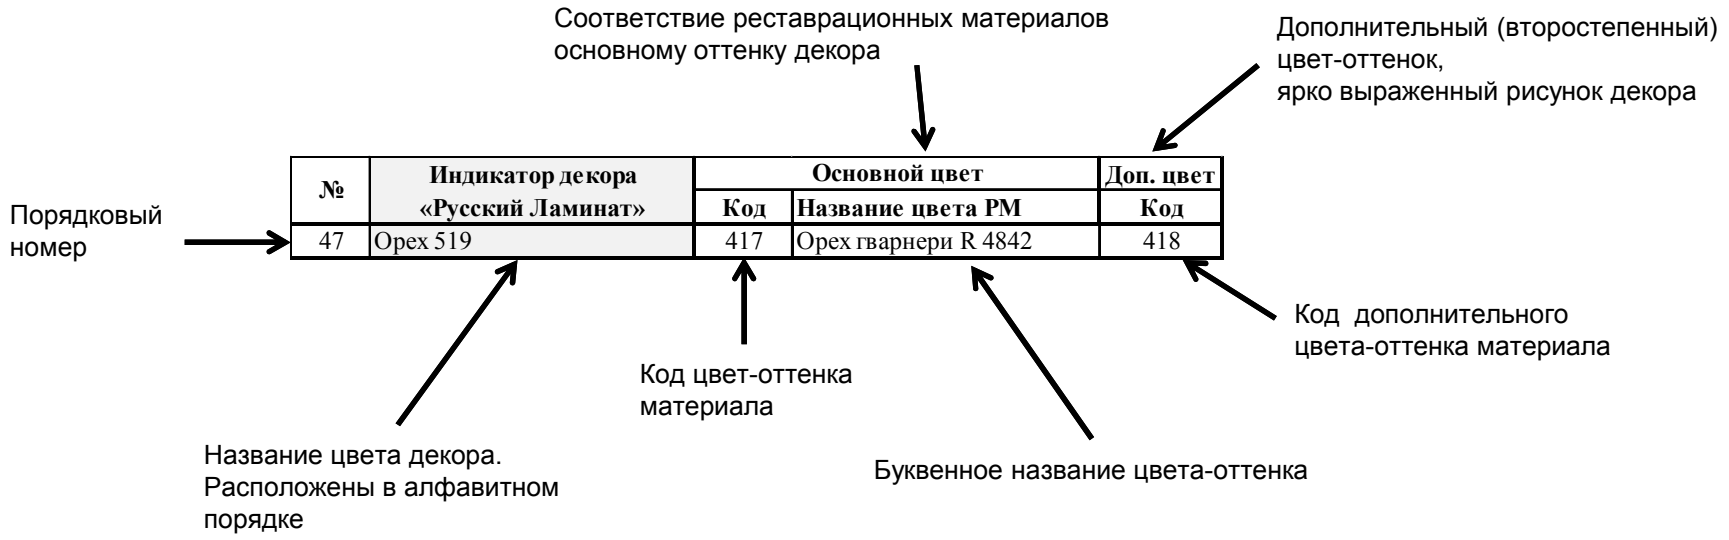 Соответствие реставрационных материалов
основному оттенку декора
Дополнительный (второстепенный)
цвет-оттенок,
ярко выраженный рисунок декора
Порядковый
номер
№
Индикатор декора
«Русский Ламинат»
Основной цвет
Доп. цвет
Код
Название цвета РМ
Код
47
Орех 519
417
Орех гварнери R 4842
418
Код дополнительного
цвета-оттенка материала
Код цвет-оттенка
материала
Название цвета декора.
Расположены в алфавитном
порядке
Буквенное название цвета-оттенка